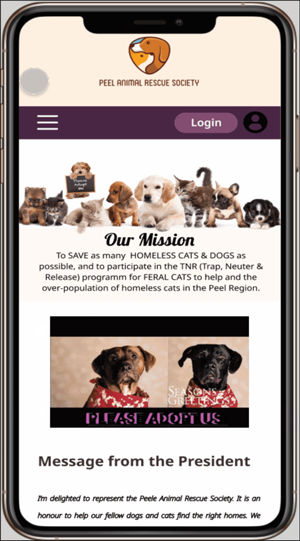 PEEL ANIMAL RESCUE SOCIETY
Login
Please
Adopt
Me
Our Mission
To SAVE as many HOMELESS CATS & DOGS as
possible, and to participate in the TNR (Trap, Neuter &
Release) programm for FERAL CATS to help and the
over-population of homeless cats in the Peel Region.
SEASONS
GREETINGS
PLEASE ADOPT US
Message from the President
I'm delighted to represent the Peele Animal Rescue Society. It is an
honour to help our fellow dogs and cats find the right homes. We